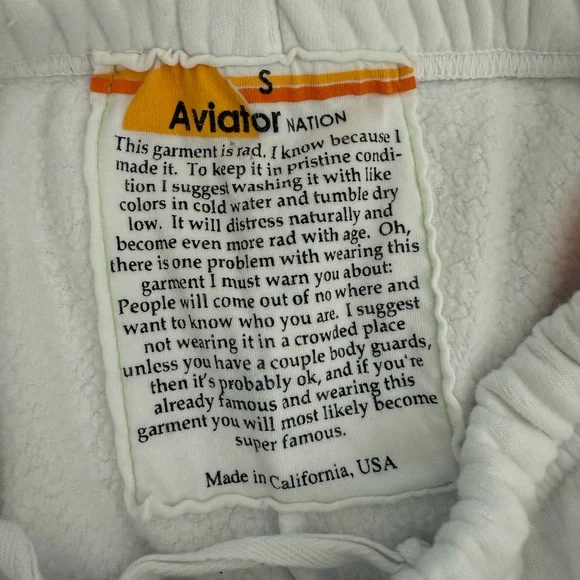 S
Aviator NATION
This garment is rad. I know because I
made it. To keep it in pristine condi-
tion I suggest washing it with like
colors in cold water and tumble dry
low. It will distress naturally and
become even more rad with age. Oh,
there is one problem with wearing this
garment I must warn you about:
People will come out of no where and
want to know who you are. I suggest
not wearing it in a crowded place
unless you have a couple body guards,
then it's probably ok, and if you're
already famous and wearing this
garment you will most likely become
super famous.
Made in California, USA